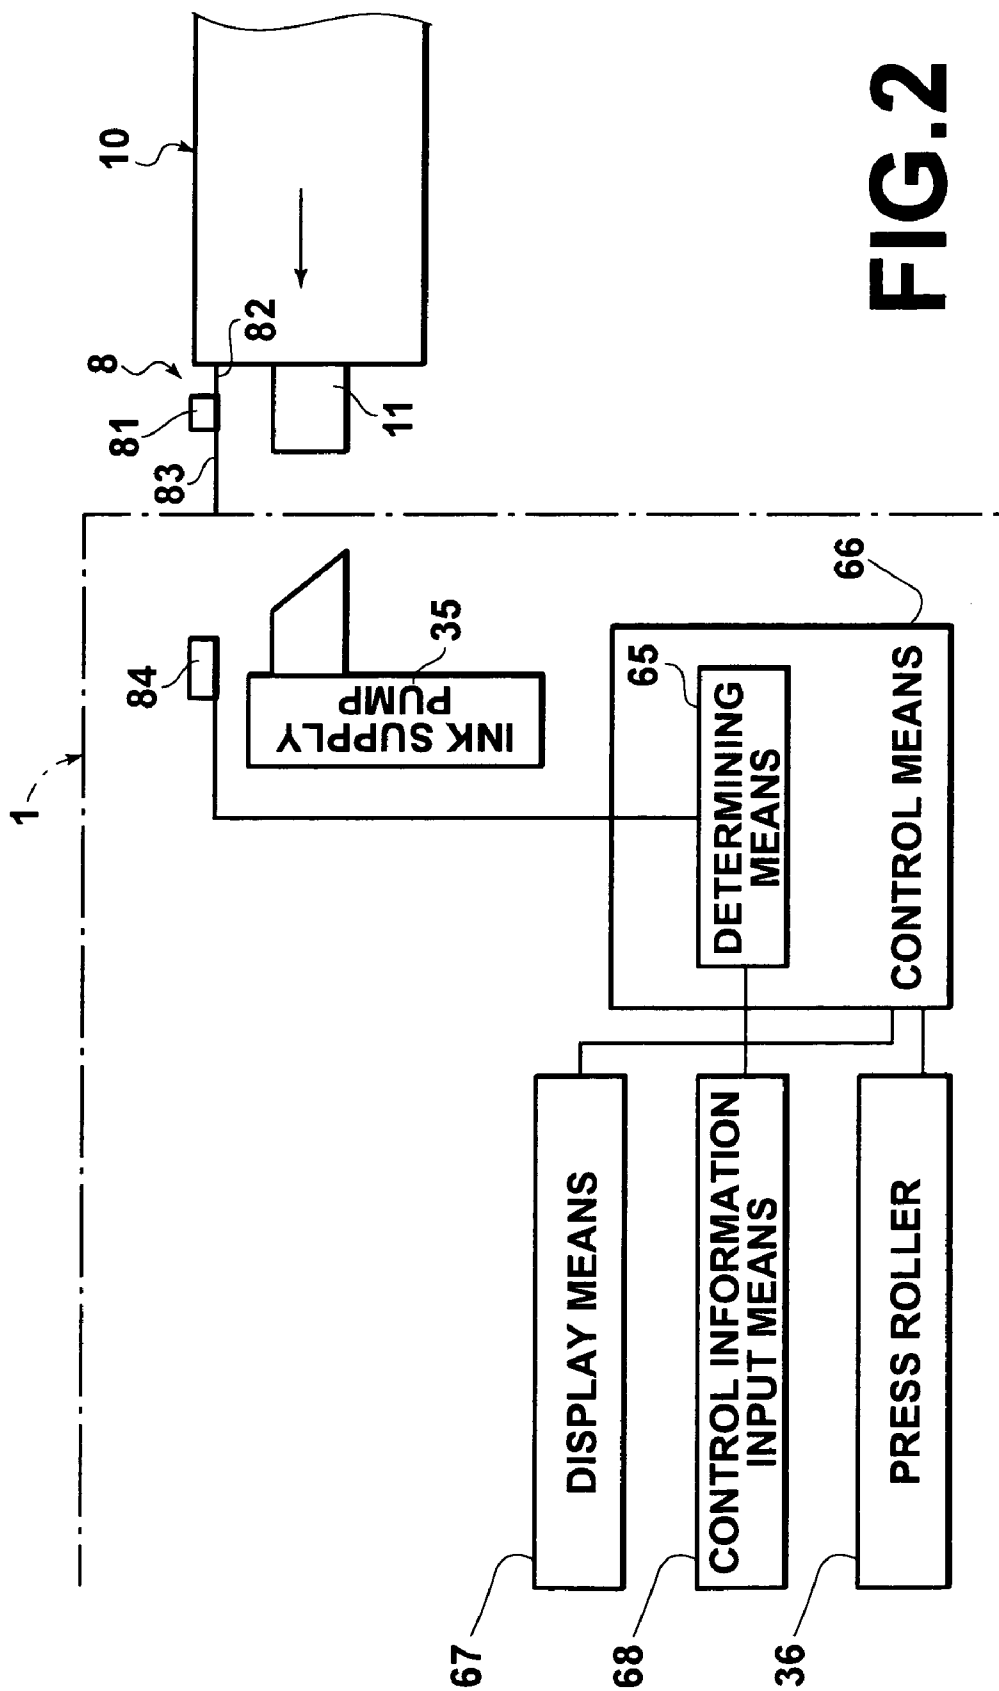 1
84
INK SUPPLY
PUMP
35
83
81
8
82
10
11
67
DISPLAY MEANS
68
CONTROL INFORMATION
INPUT MEANS
36
PRESS ROLLER
65
DETERMINING
MEANS
66
CONTROL MEANS
FIG.2